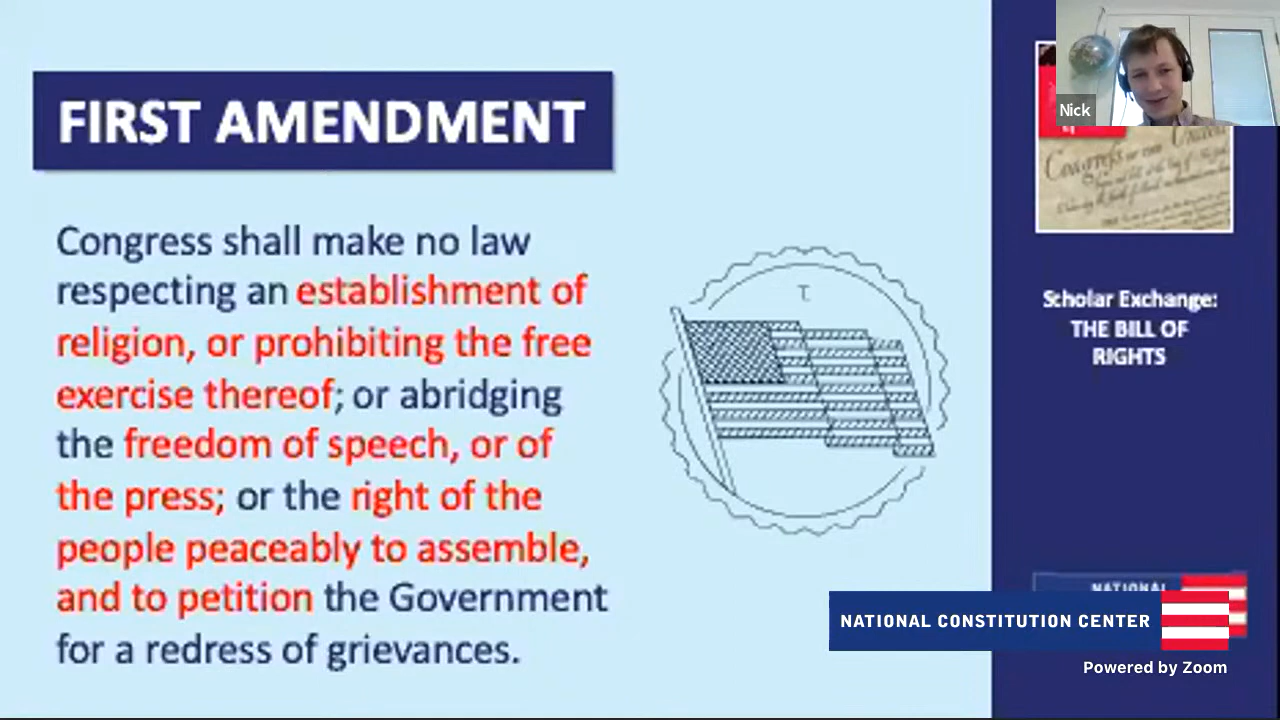 FIRST AMENDMENT
Congress shall make no law
respecting an establishment of
religion, or prohibiting the free
exercise thereof; or abridging
the freedom of speech, or of
the press; or the right of the
people peaceably to assemble,
and to petition the Government
for a redress of grievances.
Nick
Congress
Scholar Exchange:
THE BILL OF
RIGHTS
NATIONAL
NATIONAL CONSTITUTION CENTER
Powered by Zoom